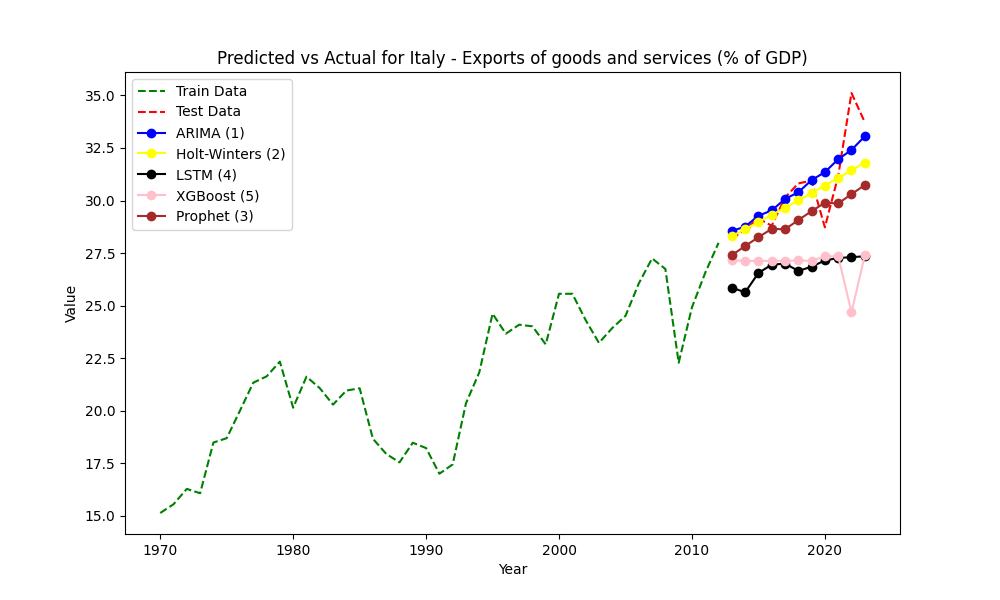 Predicted vs Actual for Italy - Exports of goods and services (% of GDP)
Train Data
Test Data
ARIMA (1)
Holt-Winters (2)
LSTM (4)
XGBoost (5)
Prophet (3)
Value
35.0
32.5
30.0
27.5
25.0
22.5
20.0
17.5
15.0
1970 1980 1990 2000 2010 2020
Year